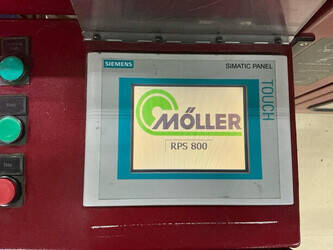 SIEMENS
SIMATIC PANEL
TOUCH
MÖLLER
RPS 800